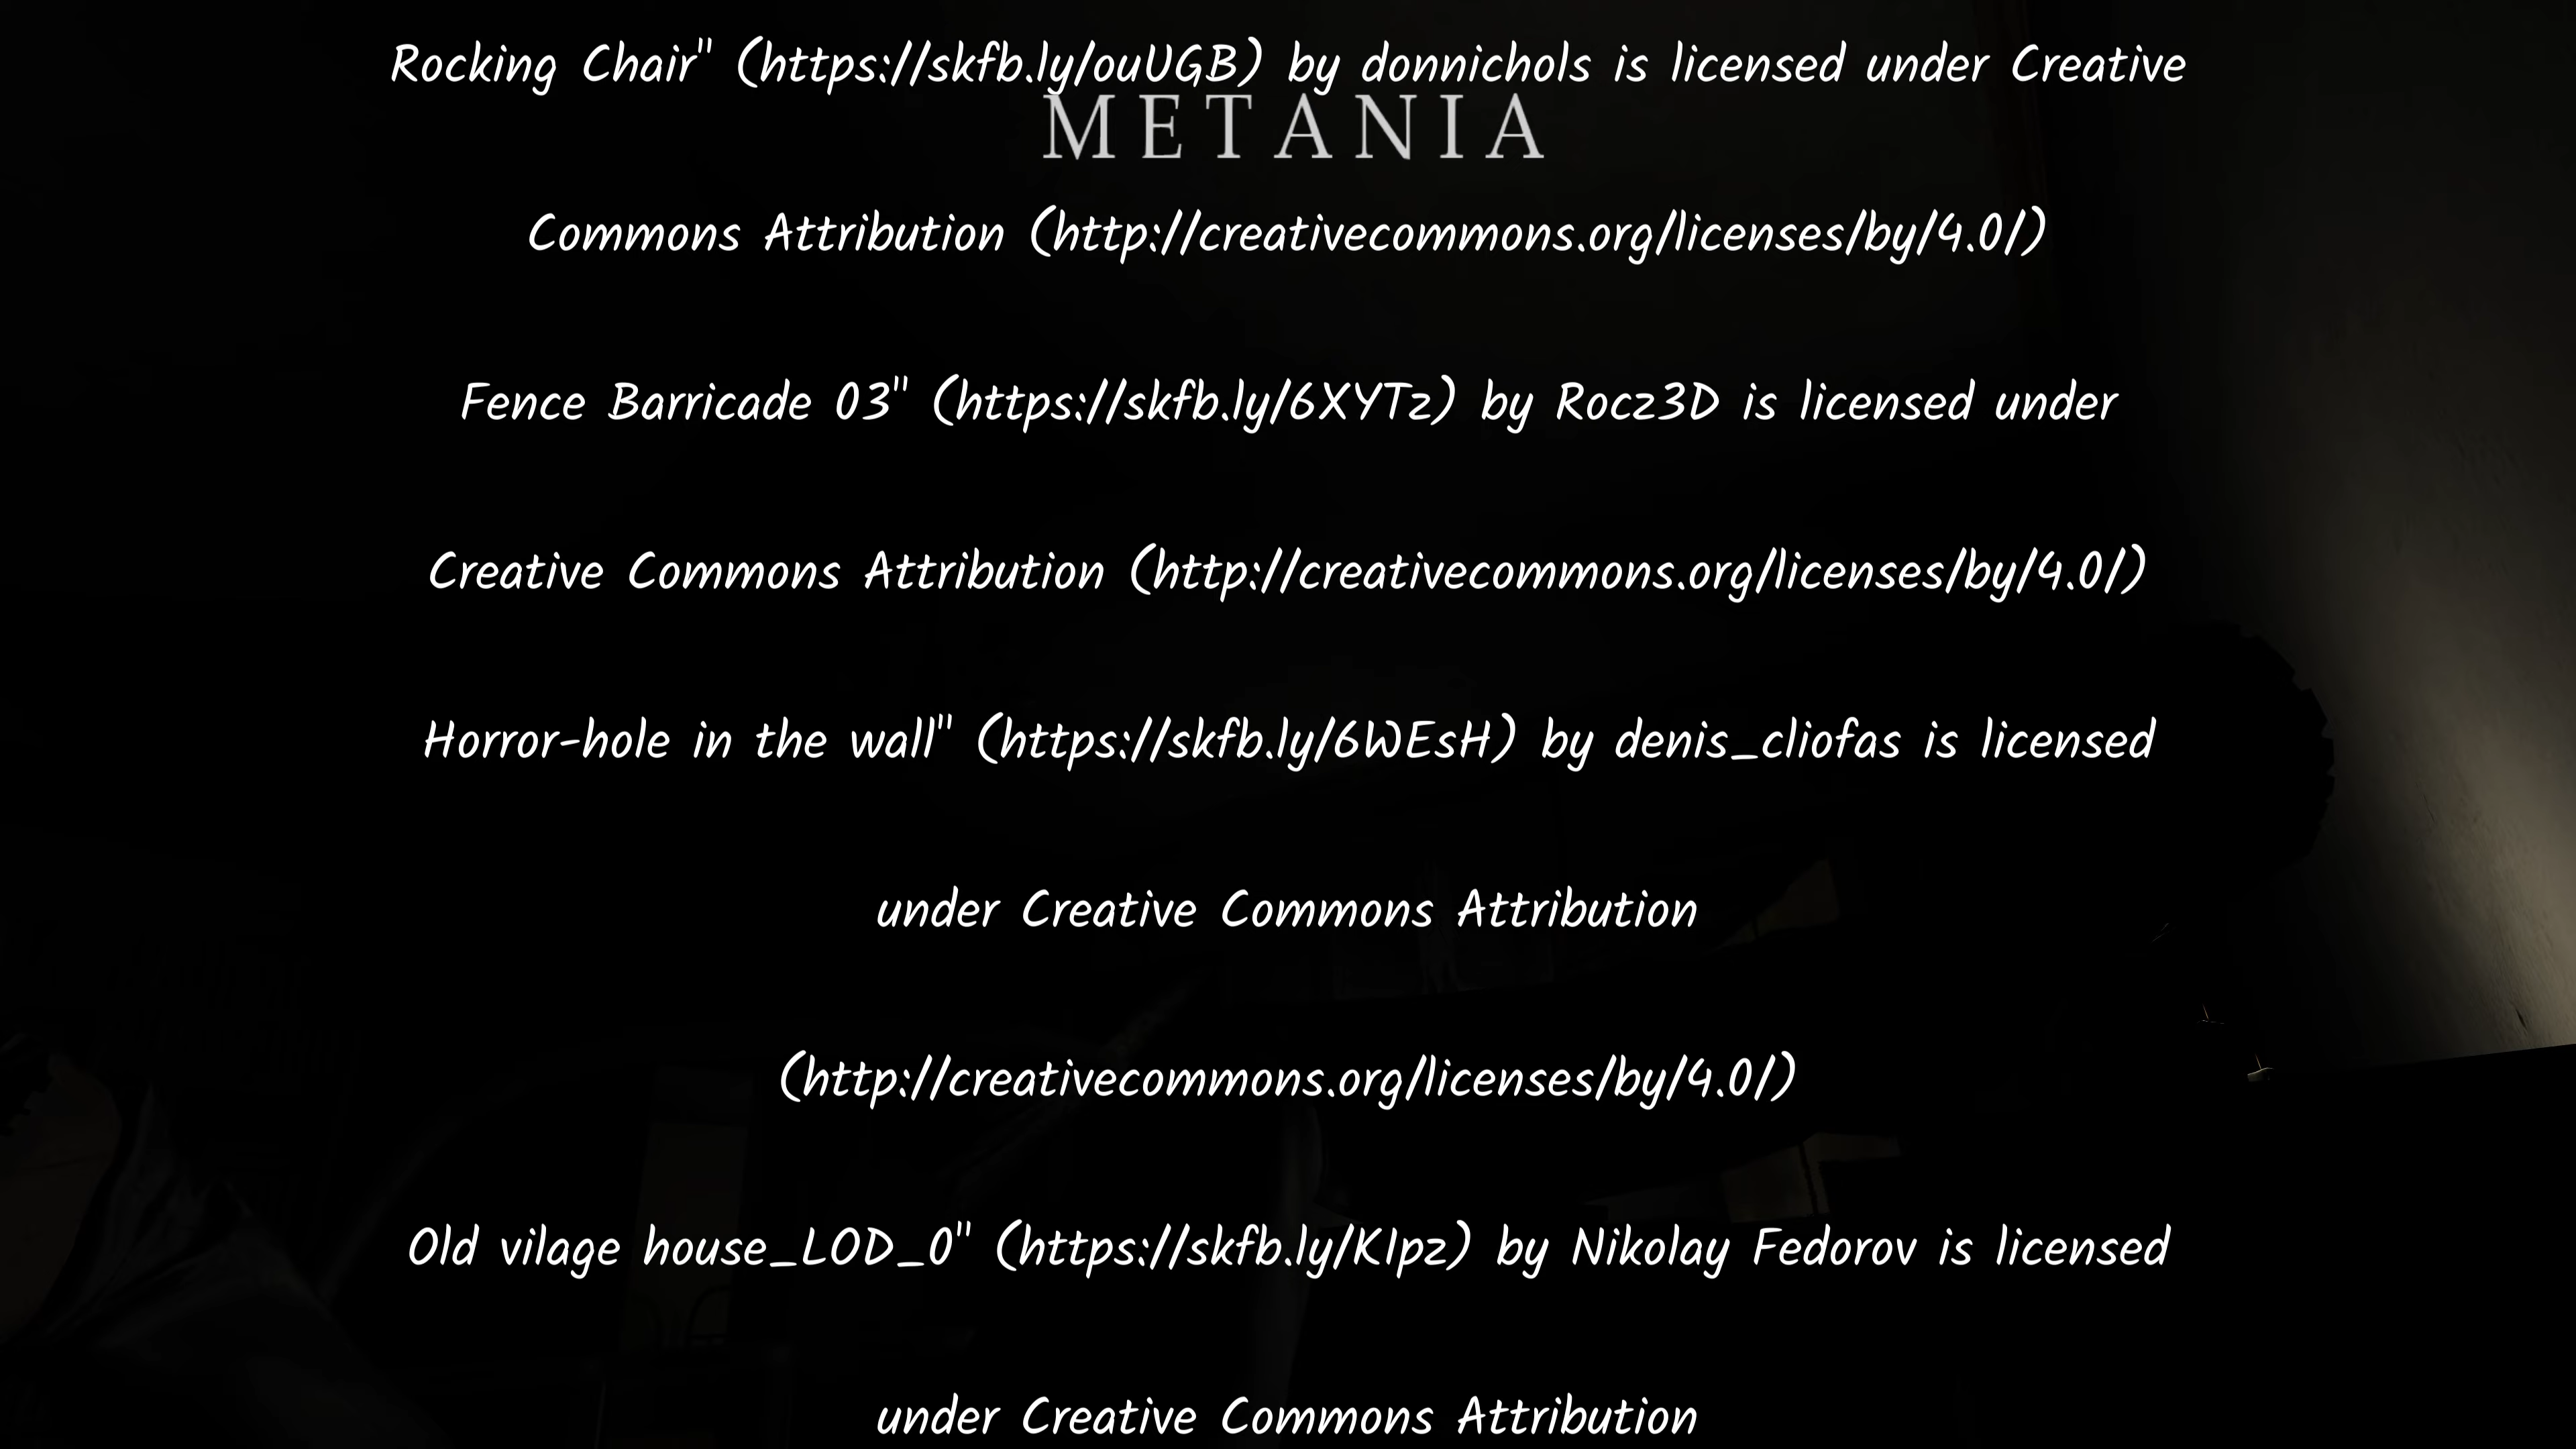 Rocking Chair" (https://skfb.ly/ouUGB) by donnichols is licensed under Creative
METANIA
Commons Attribution (http://creativecommons.org/licenses/by/4.0/)
Fence Barricade 03" (https://skfb.ly/6XYTz) by Rocz3D is licensed under
Creative Commons Attribution (http://creativecommons.org/licenses/by/4.0/)
Horror-hole in the wall" (https://skfb.ly/6WEsH) by denis_cliofas is licensed
under Creative Commons Attribution
(http://creativecommons.org/licenses/by/4.0/)
Old vilage house_LOD_0" (https://skfb.ly/KIpz) by Nikolay Fedorov is licensed
under Creative Commons Attribution